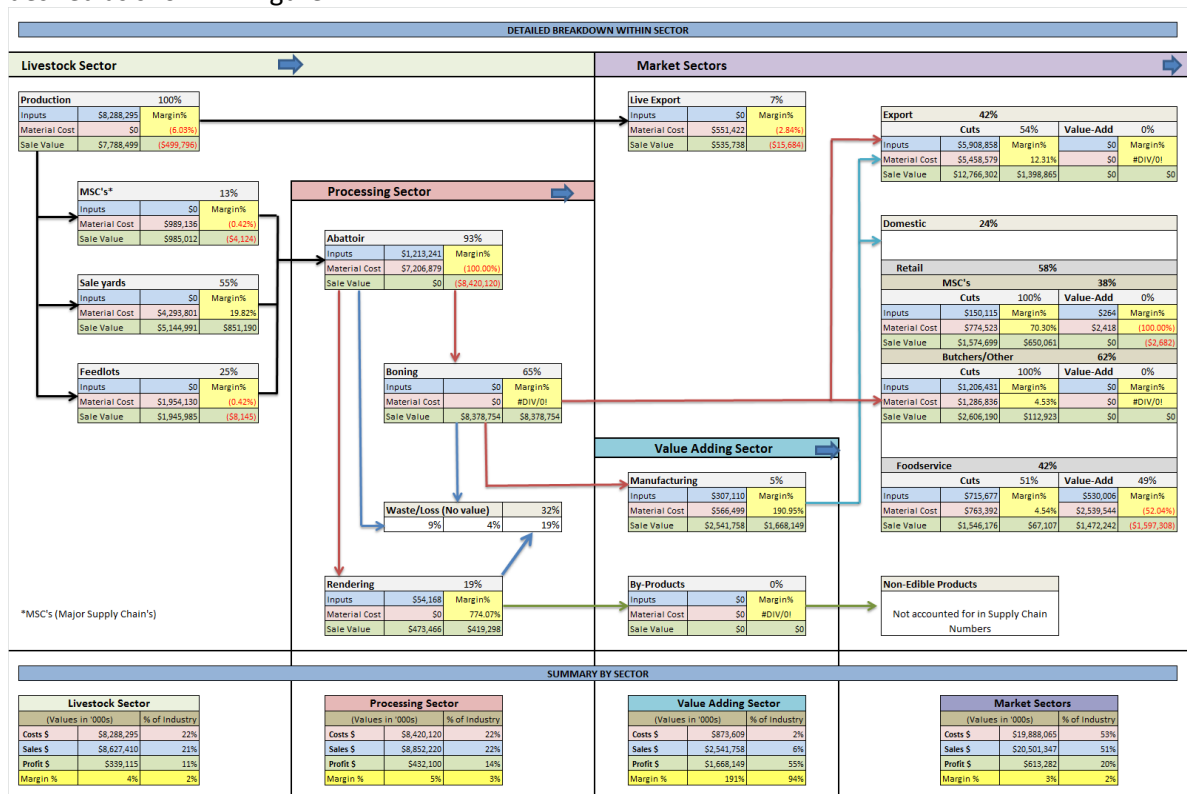 DETAILED BREAKDOWN WITHIN SECTOR
Livestock Sector
Market Sectors
Production 100%
Inputs $8,288,295 Margin%
Material Cost $0 (6.03%)
Sale Value $7,788,499 ($499,796)
Live Export 7%
Inputs $0 Margin%
Material Cost $551,422 (2.84%)
Sale Value $535,738 ($15,684)
Export 42%
Cuts 54% Value-Add 0%
Inputs $5,908,858 Margin% $0 Margin%
Material Cost $5,458,579 12.31% $0 #DIV/0!
Sale Value $12,766,302 $1,398,865 $0 $0
MSC's* 13%
Inputs $0 Margin%
Material Cost $989,136 (0.42%)
Sale Value $985,012 ($4,124)
Processing Sector
Abattoir 93%
Inputs $1,213,241 Margin%
Material Cost $7,206,879 (100.00%)
Sale Value $0 ($8,420,120)
Domestic 24%
Retail 58%
MSC's 38%
Cuts 100% Value-Add 0%
Inputs $150,115 Margin% $264 Margin%
Material Cost $774,523 70.30% $2,418 (100.00%)
Sale Value $1,574,699 $650,061 $0 ($2,682)
Butchers/Other 62%
Cuts 100% Value-Add 0%
Inputs $1,206,431 Margin% $0 Margin%
Material Cost $1,286,836 4.53% $0 #DIV/0!
Sale Value $2,606,190 $112,923 $0 $0
Sale yards 55%
Inputs $0 Margin%
Material Cost $4,293,801 19.82%
Sale Value $5,144,991 $851,190
Feedlots 25%
Inputs $0 Margin%
Material Cost $1,954,130 (0.42%)
Sale Value $1,945,985 ($8,145)
Boning 65%
Inputs $0 Margin%
Material Cost $0 #DIV/0!
Sale Value $8,378,754 $8,378,754
Value Adding Sector
Manufacturing 5%
Inputs $307,110 Margin%
Material Cost $566,499 190.95%
Sale Value $2,541,758 $1,668,149
Foodservice 42%
Cuts 51% Value-Add 49%
Inputs $715,677 Margin% $530,006 Margin%
Material Cost $763,392 4.54% $2,539,544 (52.04%)
Sale Value $1,546,176 $67,107 $1,472,242 ($1,597,308)
Waste/Loss (No value) 32%
9% 4% 19%
Rendering 19%
Inputs $54,168 Margin%
Material Cost $0 774.07%
Sale Value $473,466 $419,298
By-Products 0%
Inputs $0 Margin%
Material Cost $0 #DIV/0!
Sale Value $0 $0
Non-Edible Products
Not accounted for in Supply Chain
Numbers
*MSC's (Major Supply Chain's)
SUMMARY BY SECTOR
Livestock Sector
(Values in '000s) % of Industry
Costs $ $8,288,295 22%
Sales $ $8,627,410 21%
Profit $ $339,115 11%
Margin % 4% 2%
Processing Sector
(Values in '000s) % of Industry
Costs $ $8,420,120 22%
Sales $ $8,852,220 22%
Profit $ $432,100 14%
Margin % 5% 3%
Value Adding Sector
(Values in '000s) % of Industry
Costs $ $873,609 2%
Sales $ $2,541,758 6%
Profit $ $1,668,149 55%
Margin % 191% 94%
Market Sectors
(Values in '000s) % of Industry
Costs $ $19,888,065 53%
Sales $ $20,501,347 51%
Profit $ $613,282 20%
Margin % 3% 2%